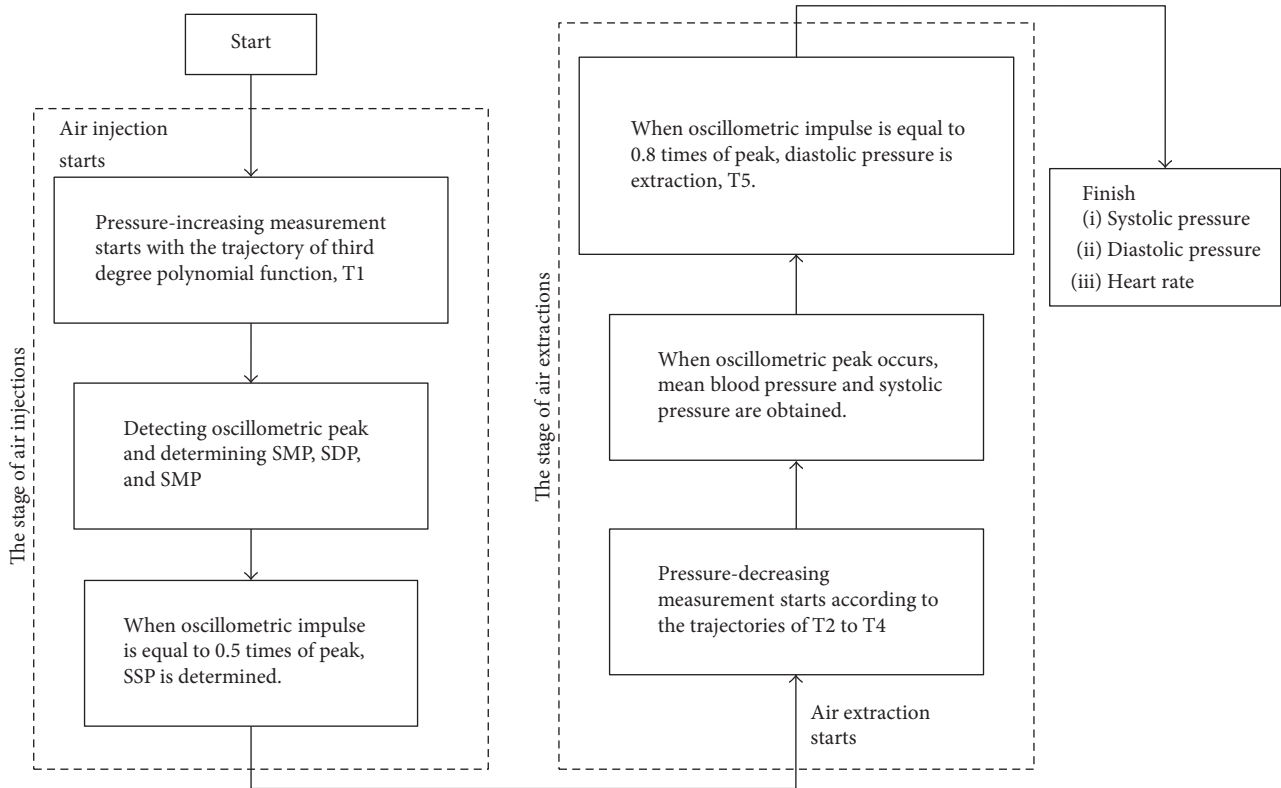 Start
Air injection
starts
Pressure-increasing measurement
starts with the trajectory of third
degree polynomial function, T1
Detecting oscillometric peak
and determining SMP, SDP,
and SMP
When oscillometric impulse
is equal to 0.5 times of peak,
SSP is determined.
The stage of air injections
Air extraction
starts
Pressure-decreasing
measurement starts according to
the trajectories of T2 to T4
When oscillometric peak occurs,
mean blood pressure and systolic
pressure are obtained.
When oscillometric impulse is equal to
0.8 times of peak, diastolic pressure is
extraction, T5.
The stage of air extractions
Finish
(i) Systolic pressure
(ii) Diastolic pressure
(iii) Heart rate